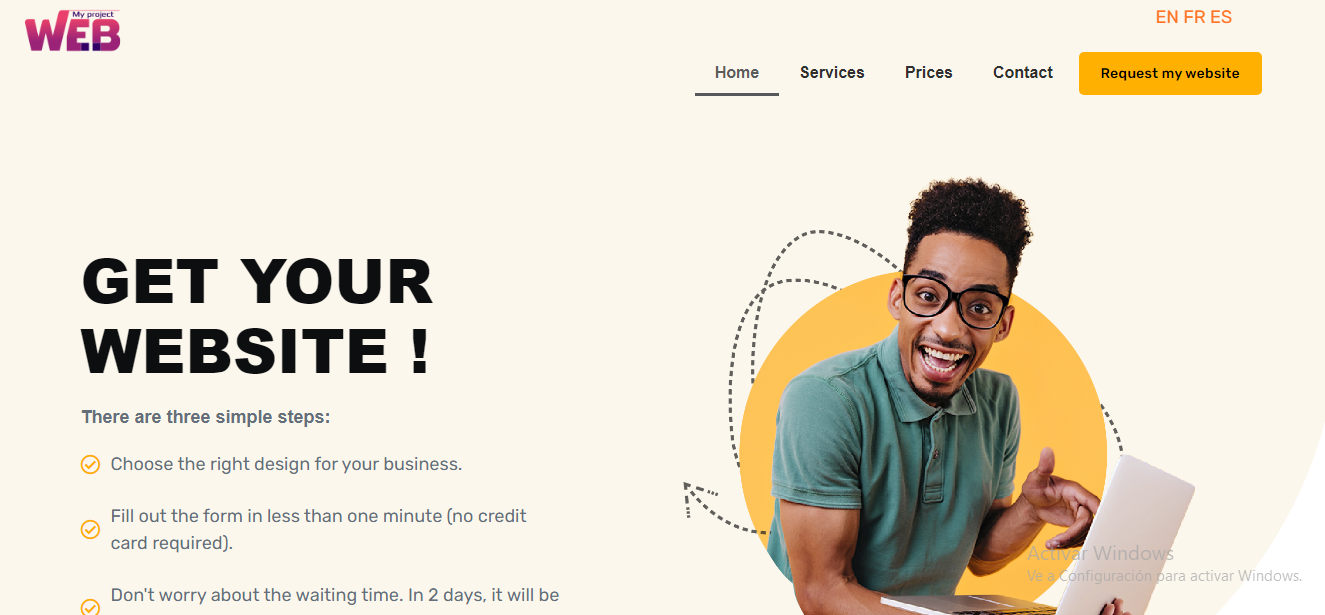 My project
WEB
EN FR ES
Home Services Prices Contact Request my website
GET YOUR
WEBSITE !
There are three simple steps:
Choose the right design for your business.
Fill out the form in less than one minute (no credit
card required).
Don't worry about the waiting time. In 2 days, it will be
Activar Windows
Ve a Configuración para activar Windows.